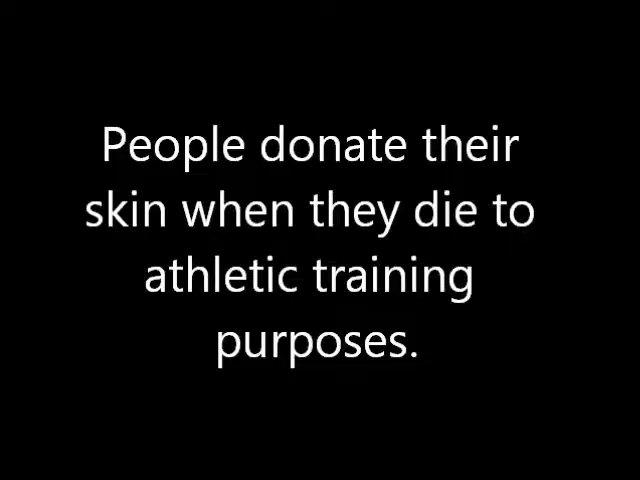 People donate their
skin when they die to
athletic training
purposes.